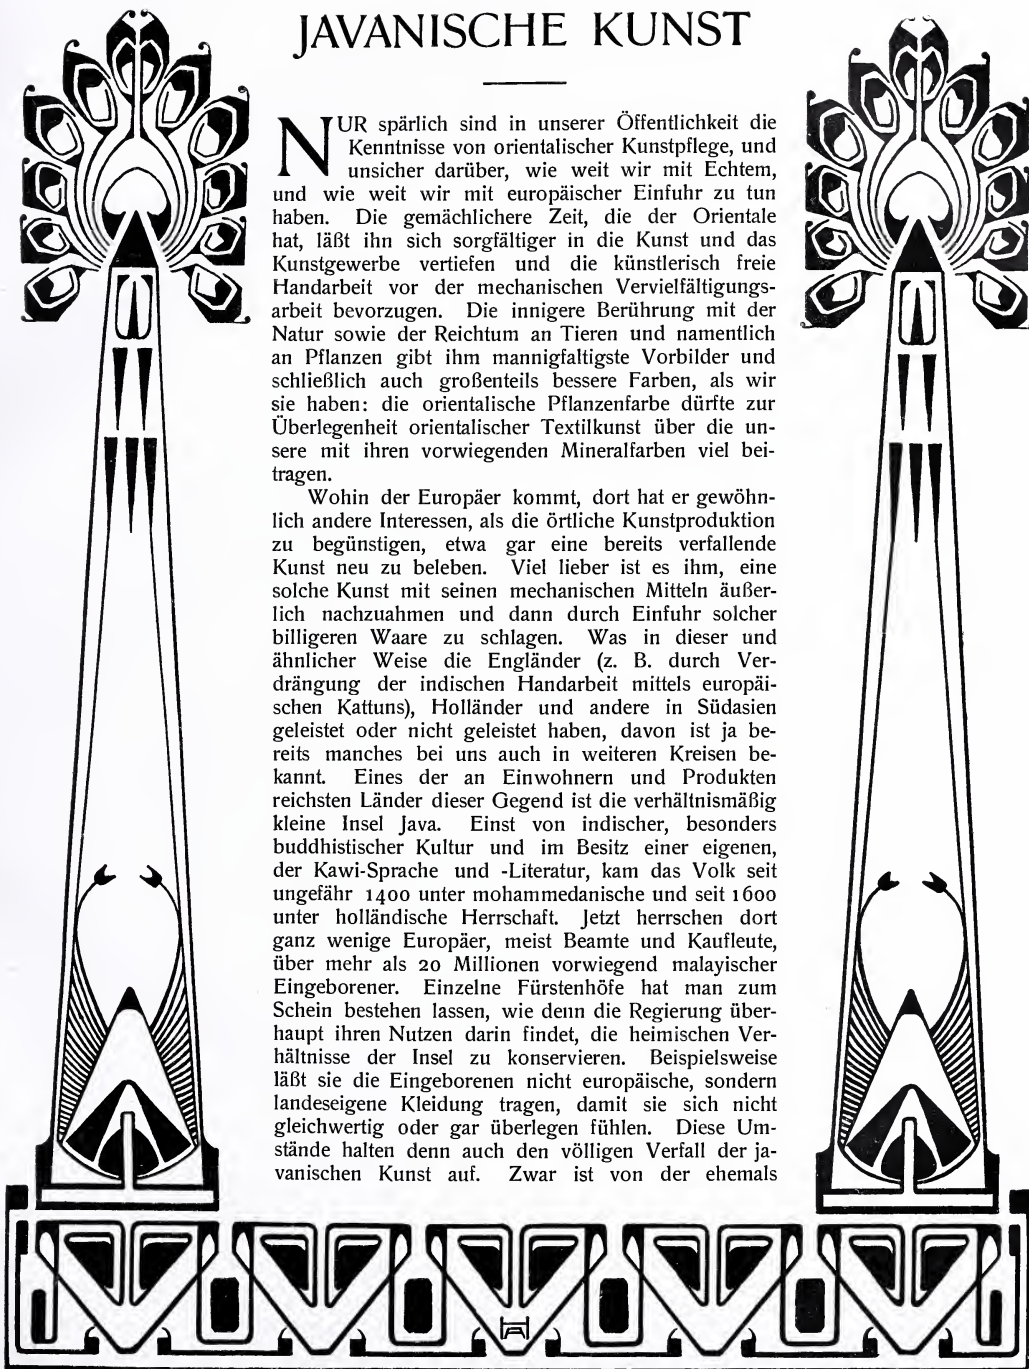 JAVANISCHE KUNST
NUR spärlich sind in unserer Öffentlichkeit die
Kenntnisse von orientalischer Kunstpflege, und
unsicher darüber, wie weit wir mit Echtem,
und wie weit wir mit europäischer Einfuhr zu tun
haben. Die gemächlichere Zeit, die der Orientale
hat, läßt ihn sich sorgfältiger in die Kunst und das
Kunstgewerbe vertiefen und die künstlerisch freie
Handarbeit vor der mechanischen Vervielfältigungs-
arbeit bevorzugen. Die innigere Berührung mit der
Natur sowie der Reichtum an Tieren und namentlich
an Pflanzen gibt ihm mannigfaltigste Vorbilder und
schließlich auch großenteils bessere Farben, als wir
sie haben: die orientalische Pflanzenfarbe dürfte zur
Überlegenheit orientalischer Textilkunst über die un-
sere mit ihren vorwiegenden Mineralfarben viel bei-
tragen.
Wohin der Europäer kommt, dort hat er gewöhn-
lich andere Interessen, als die örtliche Kunstproduktion
zu begünstigen, etwa gar eine bereits verfallende
Kunst neu zu beleben. Viel lieber ist es ihm, eine
solche Kunst mit seinen mechanischen Mitteln äußer-
lich nachzuahmen und dann durch Einfuhr solcher
billigeren Waare zu schlagen. Was in dieser und
ähnlicher Weise die Engländer (z. B. durch Ver-
drängung der indischen Handarbeit mittels europäi-
schen Kattuns), Holländer und andere in Südasien
geleistet oder nicht geleistet haben, davon ist ja be-
reits manches bei uns auch in weiteren Kreisen be-
kannt. Eines der an Einwohnern und Produkten
reichsten Länder dieser Gegend ist die verhältnismäßig
kleine Insel Java. Einst von indischer, besonders
buddhistischer Kultur und im Besitz einer eigenen,
der Kawi-Sprache und -Literatur, kam das Volk seit
ungefähr 1400 unter mohammedanische und seit 1600
unter holländische Herrschaft. Jetzt herrschen dort
ganz wenige Europäer, meist Beamte und Kaufleute,
über mehr als 20 Millionen vorwiegend malayischer
Eingeborener. Einzelne Fürstenhöfe hat man zum
Schein bestehen lassen, wie denn die Regierung über-
haupt ihren Nutzen darin findet, die heimischen Ver-
hältnisse der Insel zu konservieren. Beispielsweise
läßt sie die Eingeborenen nicht europäische, sondern
landeseigene Kleidung tragen, damit sie sich nicht
gleichwertig oder gar überlegen fühlen. Diese Um-
stände halten denn auch den völligen Verfall der ja-
vanischen Kunst auf. Zwar ist von der ehemals